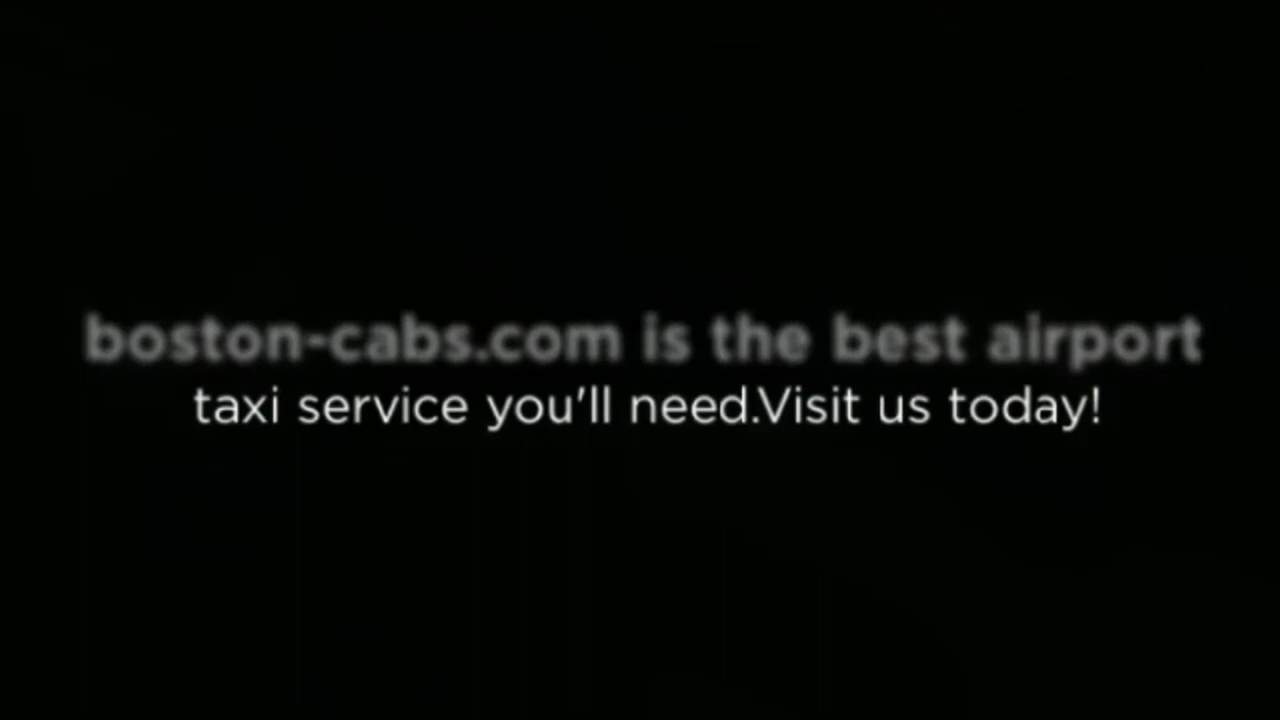 boston-cabs.com is the best airport
taxi service you'll need.Visit us today!